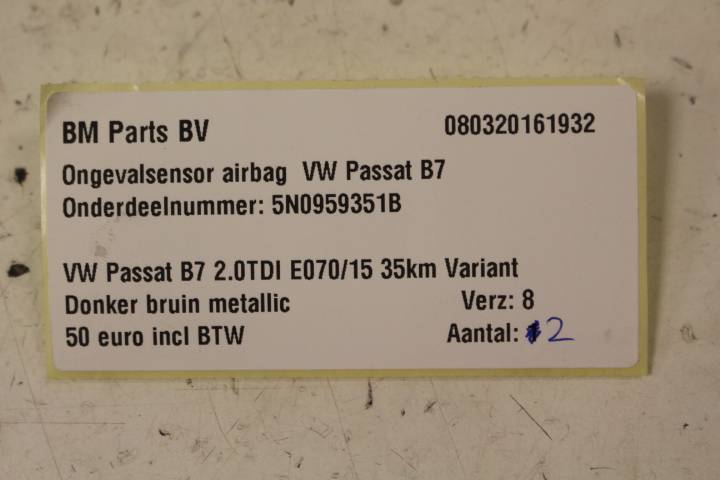 BM Parts BV 080320161932
Ongevalsensor airbag VW Passat B7
Onderdeelnummer: 5N0959351B
VW Passat B7 2.0TDI E070/15 35km Variant
Donker bruin metallic Verz: 8
50 euro incl BTW Aantal: 2